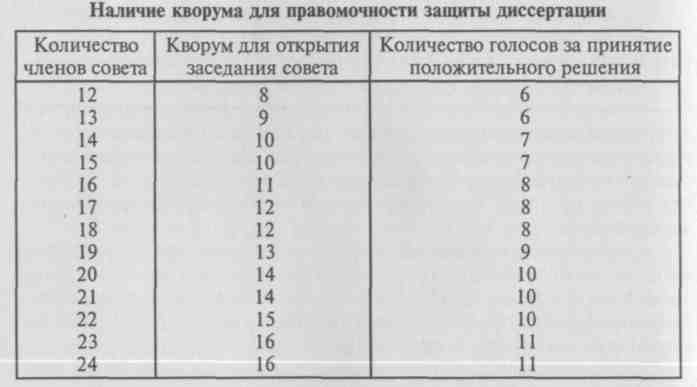 Наличие кворума для правомочности защиты диссертации
Количество членов совета | Кворум для открытия заседания совета | Количество голосов за принятие положительного решения
12 8 6
13 9 6
14 10 7
15 10 7
16 11 8
17 12 8
18 12 8
19 13 9
20 14 10
21 14 10
22 15 10
23 16 11
24 16 11